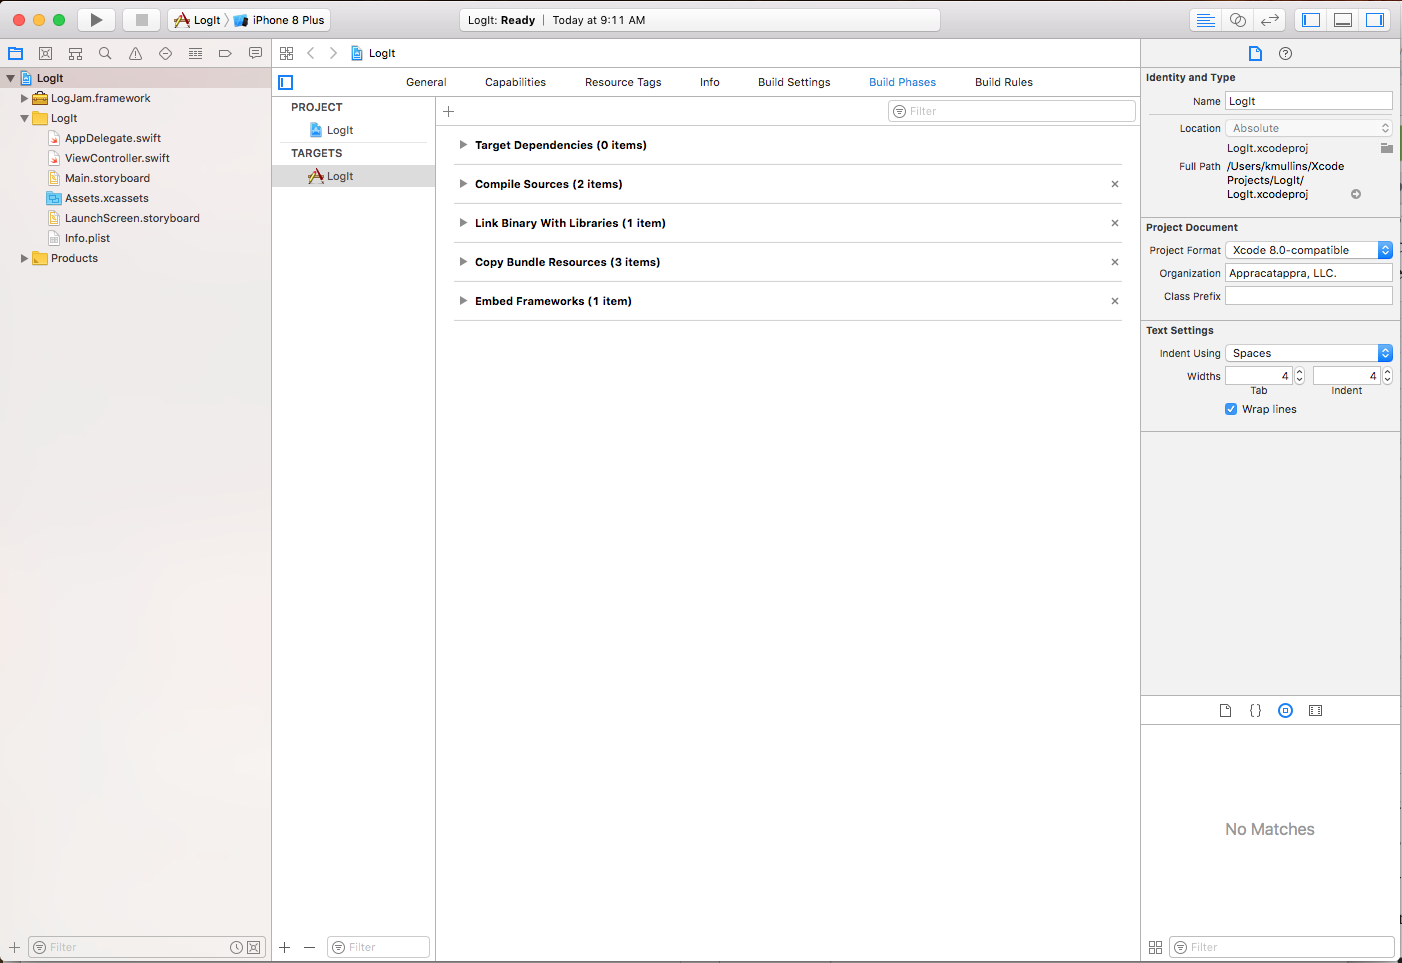 LogIt
iPhone 8 Plus
LogIt: Ready | Today at 9:11 AM
LogIt
LogJam.framework
LogIt
AppDelegate.swift
ViewController.swift
Main.storyboard
Assets.xcassets
LaunchScreen.storyboard
Info.plist
Products
Filter
LogIt
General
Capabilities
Resource Tags
Info
Build Settings
Build Phases
Build Rules
PROJECT
LogIt
TARGETS
LogIt
Filter
Filter
Target Dependencies (0 items)
Compile Sources (2 items)
Link Binary With Libraries (1 item)
Copy Bundle Resources (3 items)
Embed Frameworks (1 item)
Identity and Type
Name LogIt
Location Absolute
LogIt.xcodeproj
Full Path /Users/kmullins/Xcode
Projects/LogIt/
LogIt.xcodeproj
Project Document
Project Format Xcode 8.0-compatible
Organization Appracatappra, LLC.
Class Prefix
Text Settings
Indent Using Spaces
Widths 4 4
Tab Indent
Wrap lines
{}
No Matches
Filter